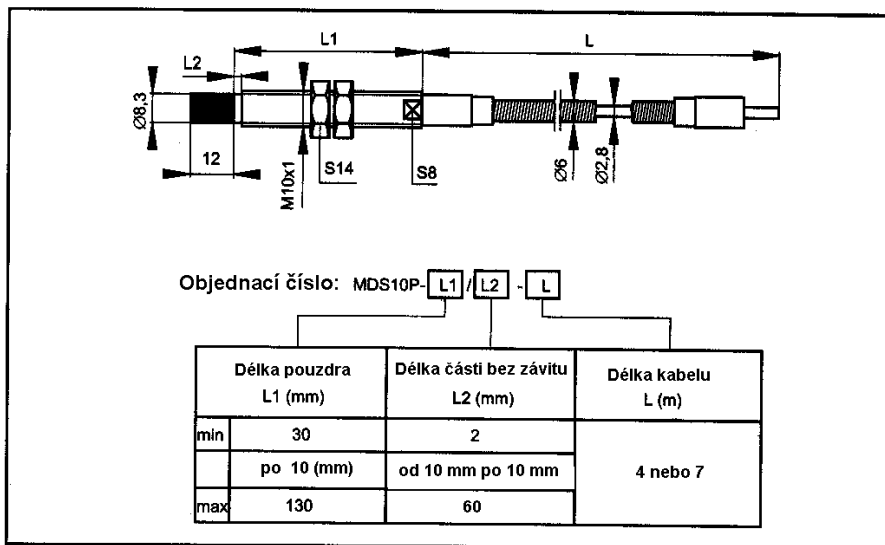 L1
L
L2
Ø8,3
12
M10x1
S14
S8
Ø6
Ø2,8
Objednací číslo: MDS10P- L1 / L2 - L
Délka pouzdra
L1 (mm)
Délka části bez závitu
L2 (mm)
Délka kabelu
L (m)
min 30 2
po 10 (mm) od 10 mm po 10 mm 4 nebo 7
max 130 60